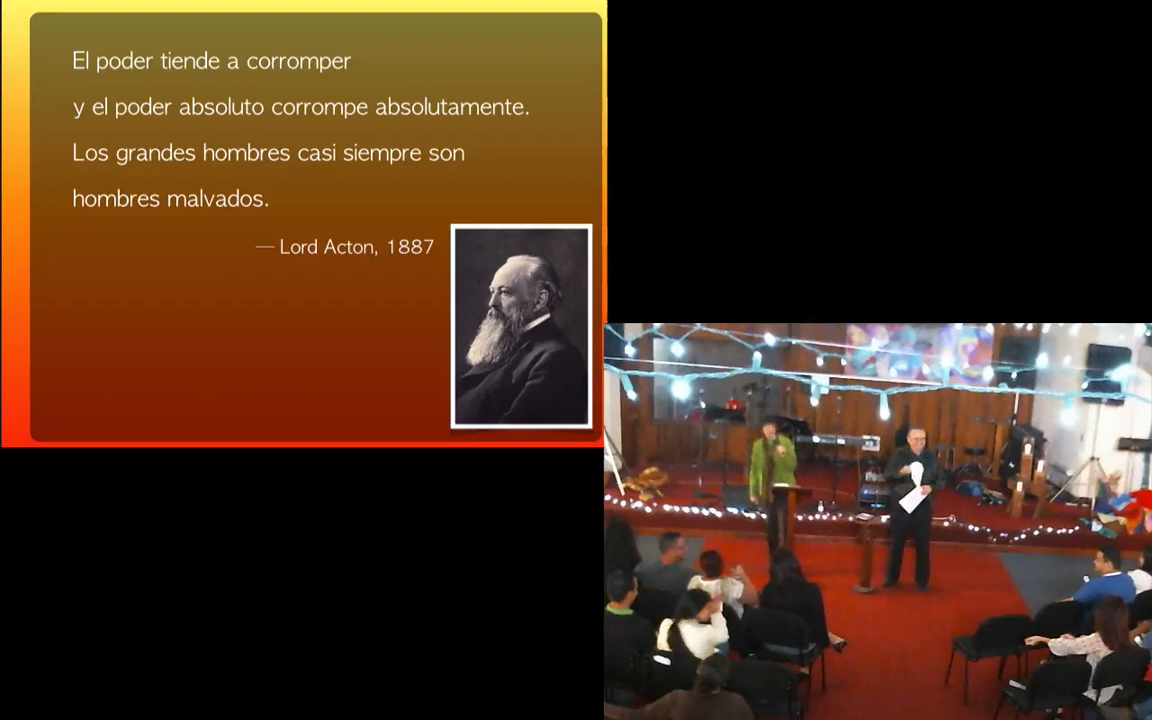 El poder tiende a corromper
y el poder absoluto corrompe absolutamente.
Los grandes hombres casi siempre son
hombres malvados.
— Lord Acton, 1887